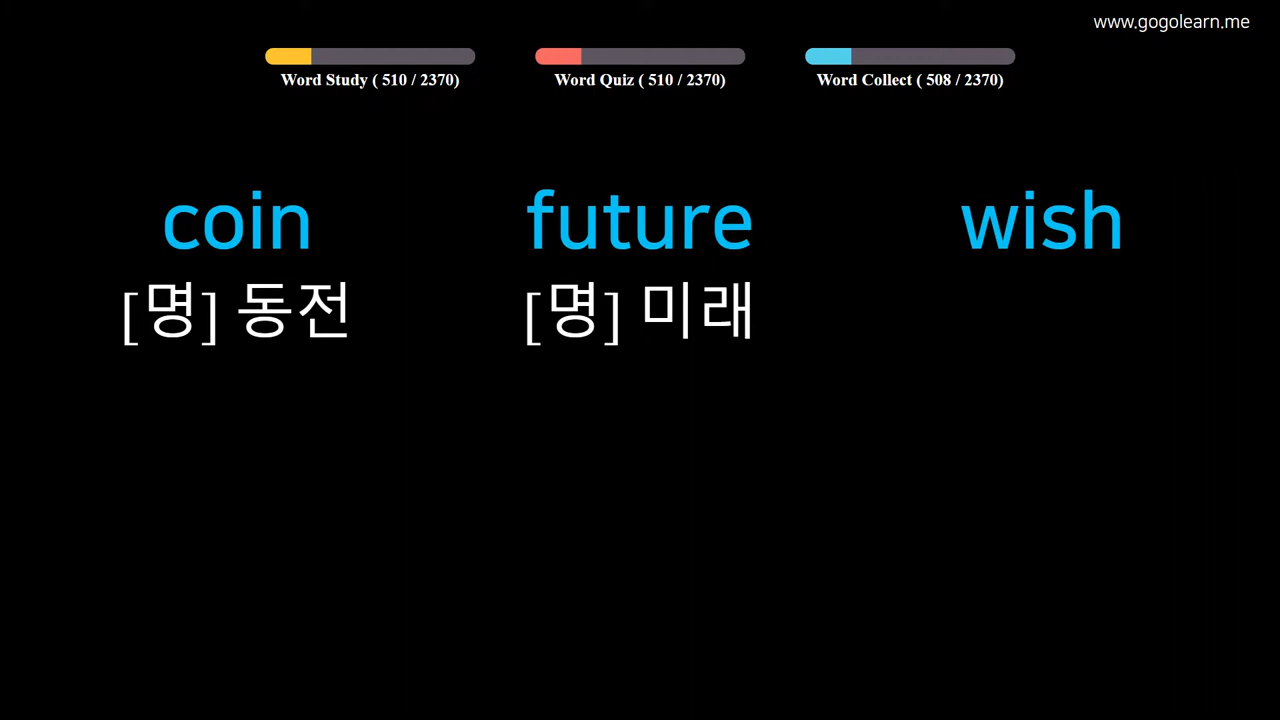 www.gogolearn.me
Word Study ( 510 / 2370)
Word Quiz ( 510 / 2370)
Word Collect ( 508 / 2370)
coin
future
wish
[명] 동전
[명] 미래